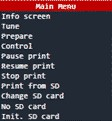 Main Menu
Info screen
Tune
Prepare
Control
Pause print
Resume print
Stop print
Print from SD
Change SD card
No SD card
Init. SD card